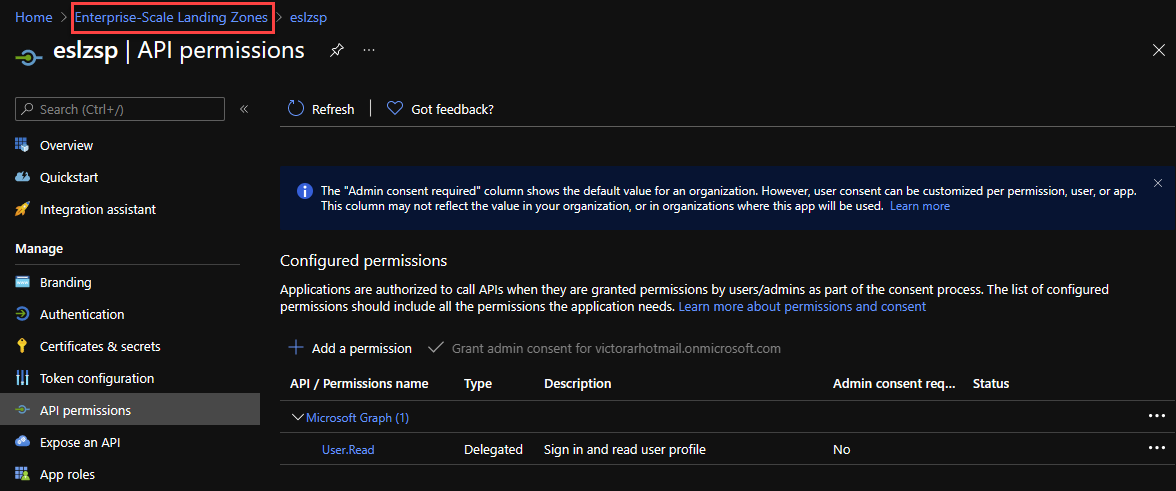 Home > Enterprise-Scale Landing Zones > eslzsp
eslzsp | API permissions
Search (Ctrl+/)
Overview
Quickstart
Integration assistant
Manage
Branding
Authentication
Certificates & secrets
Token configuration
API permissions
Expose an API
App roles
Refresh | Got feedback?
The "Admin consent required" column shows the default value for an organization. However, user consent can be customized per permission, user, or app.
This column may not reflect the value in your organization, or in organizations where this app will be used. Learn more
Configured permissions
Applications are authorized to call APIs when they are granted permissions by users/admins as part of the consent process. The list of configured
permissions should include all the permissions the application needs. Learn more about permissions and consent
Add a permission Grant admin consent for victorarhotmail.onmicrosoft.com
API / Permissions name Type Description Admin consent req... Status
Microsoft Graph (1)
User.Read Delegated Sign in and read user profile No